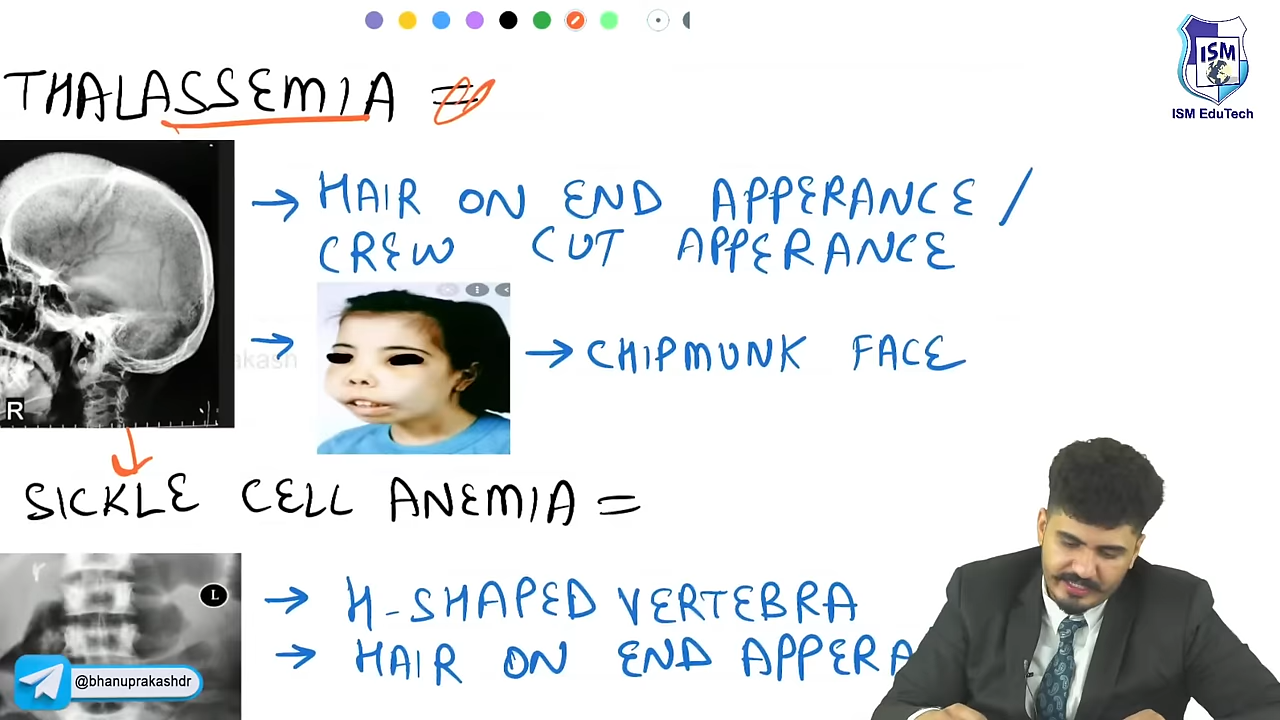 ISM
ISM EduTech
THALASSEMIA =
→ HAIR ON END APPERANCE /
CREW CUT APPERANCE
akash
→ CHIPMUNK FACE
R
SICKLE CELL ANEMIA =
L
→ H-SHAPED VERTEBRA
→ HAIR ON END APPERA
@bhanuprakashdr